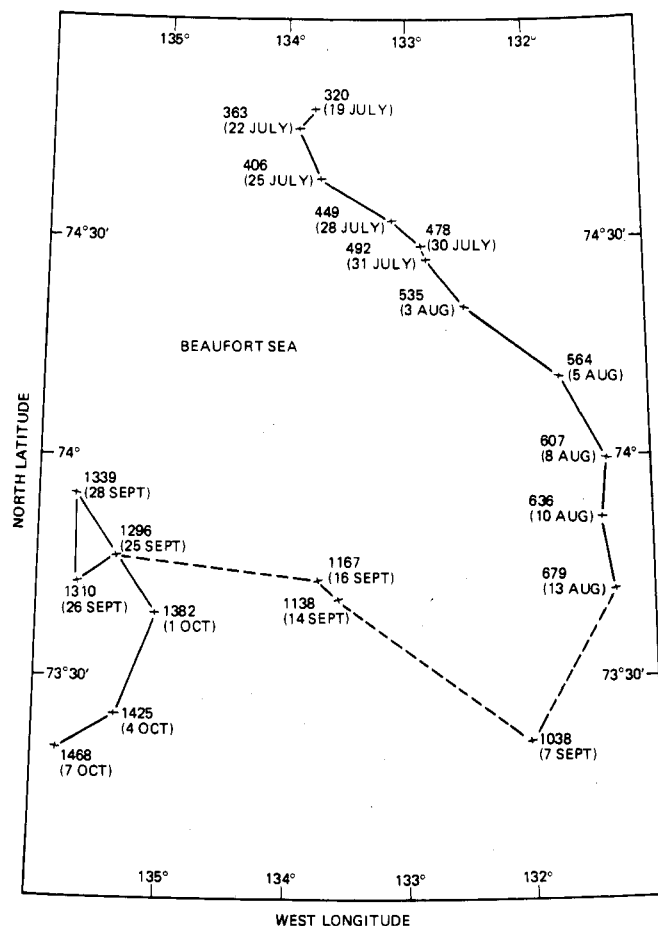 135°
134°
133°
132°
320
(19 JULY)
363
(22 JULY)
406
(25 JULY)
449
(28 JULY)
478
(30 JULY)
492
(31 JULY)
74°30'
74°30'
535
(3 AUG)
BEAUFORT SEA
564
(5 AUG)
NORTH LATITUDE
74°
607
(8 AUG)
74°
1339
(28 SEPT)
636
(10 AUG)
1296
(25 SEPT)
1167
(16 SEPT)
679
(13 AUG)
1310
(26 SEPT)
1138
(14 SEPT)
1382
(1 OCT)
73°30'
73°30'
1425
(4 OCT)
1038
(7 SEPT)
1468
(7 OCT)
135°
134°
133°
132°
WEST LONGITUDE